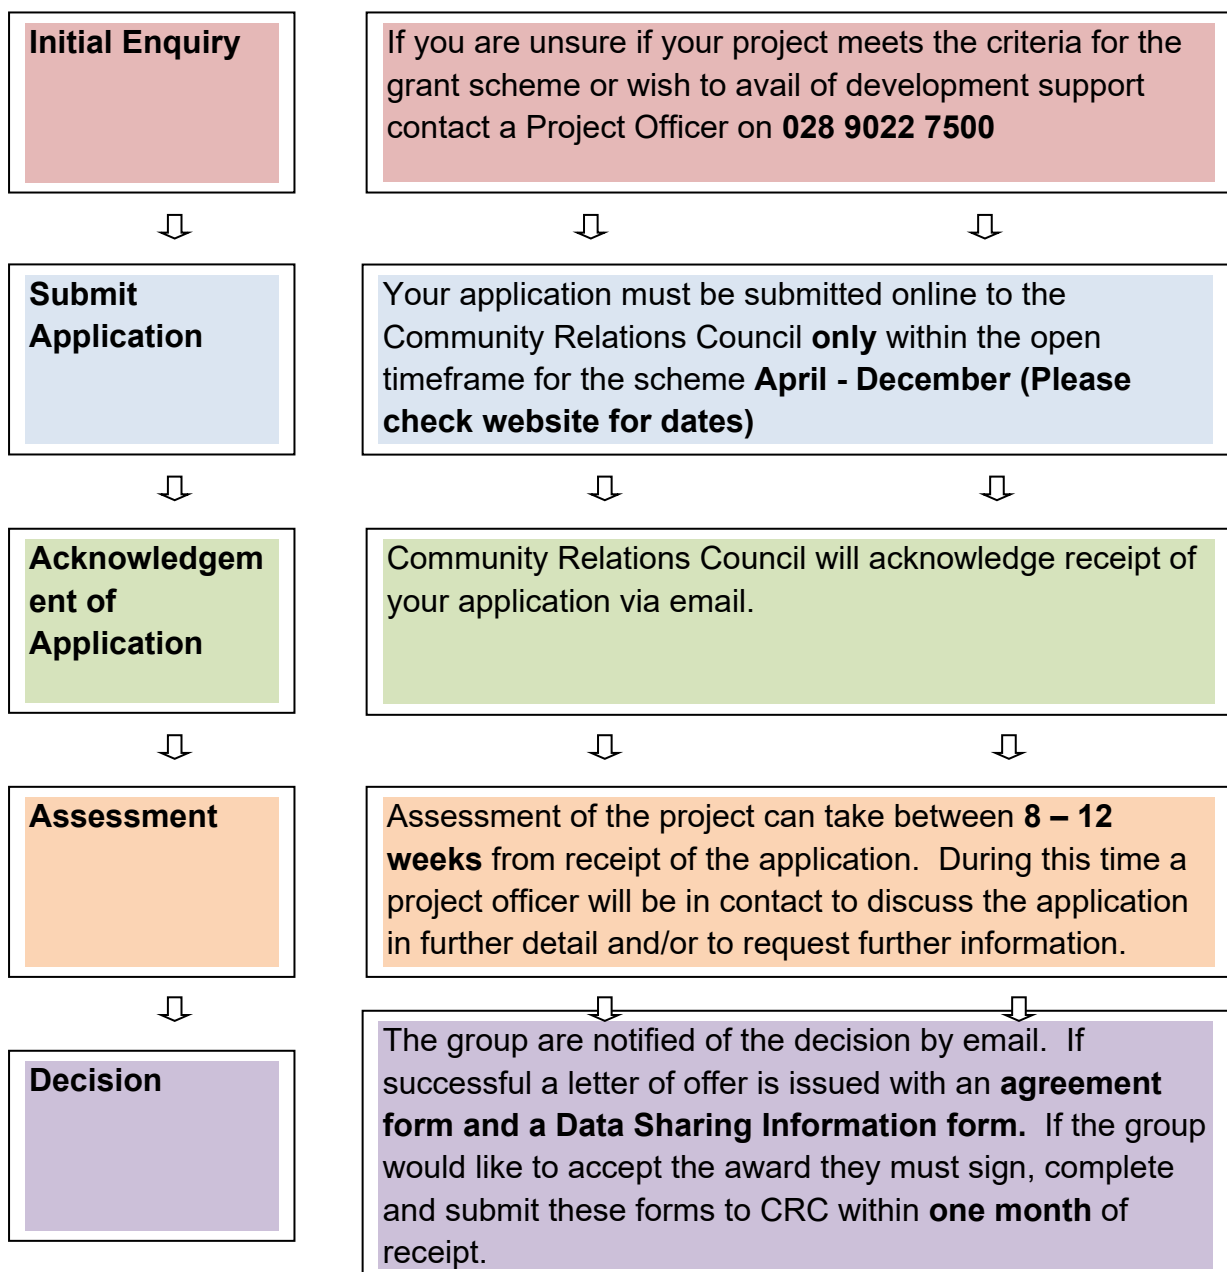 Initial Enquiry
If you are unsure if your project meets the criteria for the
grant scheme or wish to avail of development support
contact a Project Officer on 028 9022 7500
Submit
Application
Your application must be submitted online to the
Community Relations Council only within the open
timeframe for the scheme April - December (Please
check website for dates)
Acknowledgem
ent of
Application
Community Relations Council will acknowledge receipt of
your application via email.
Assessment
Assessment of the project can take between 8 – 12
weeks from receipt of the application.  During this time a
project officer will be in contact to discuss the application
in further detail and/or to request further information.
Decision
The group are notified of the decision by email.  If
successful a letter of offer is issued with an agreement
form and a Data Sharing Information form.  If the group
would like to accept the award they must sign, complete
and submit these forms to CRC within one month of
receipt.